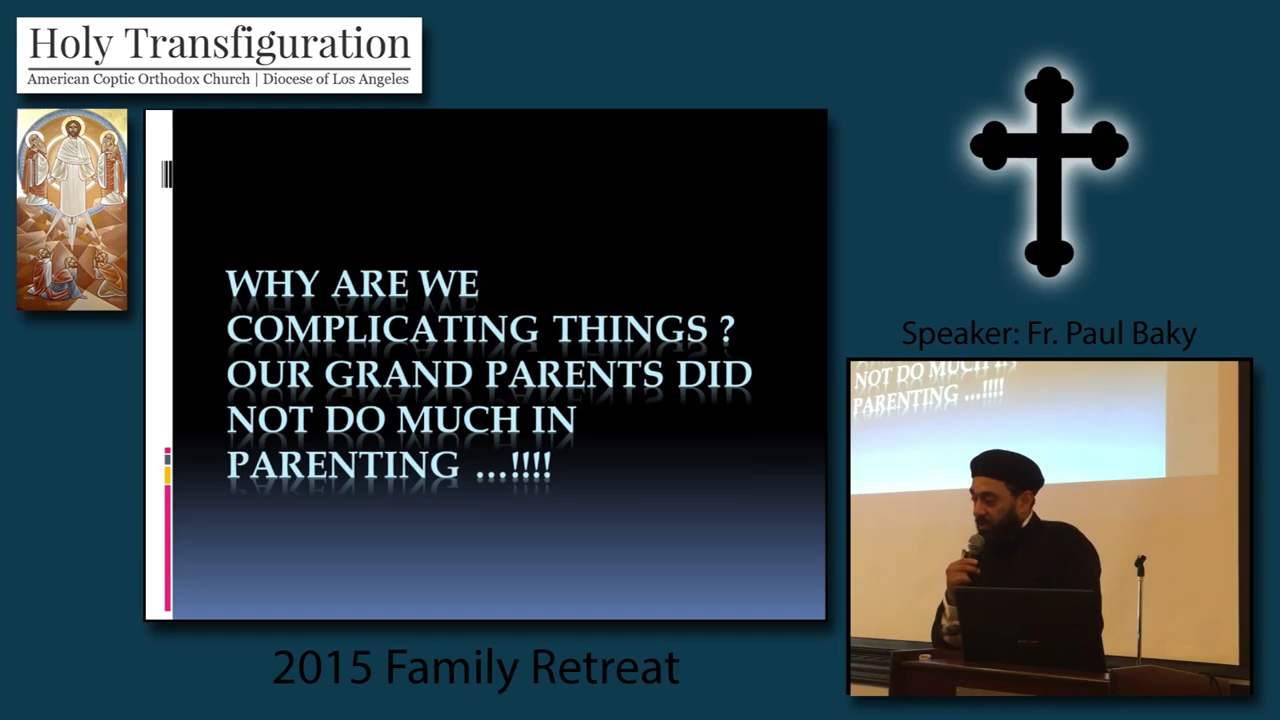 Holy Transfiguration
American Coptic Orthodox Church | Diocese of Los Angeles
WHY ARE WE
COMPLICATING THINGS ?
OUR GRAND PARENTS DID
NOT DO MUCH IN
PARENTING ...!!!!
Speaker: Fr. Paul Baky
NOT DO MUCH IN
PARENTING ...!!!!
2015 Family Retreat